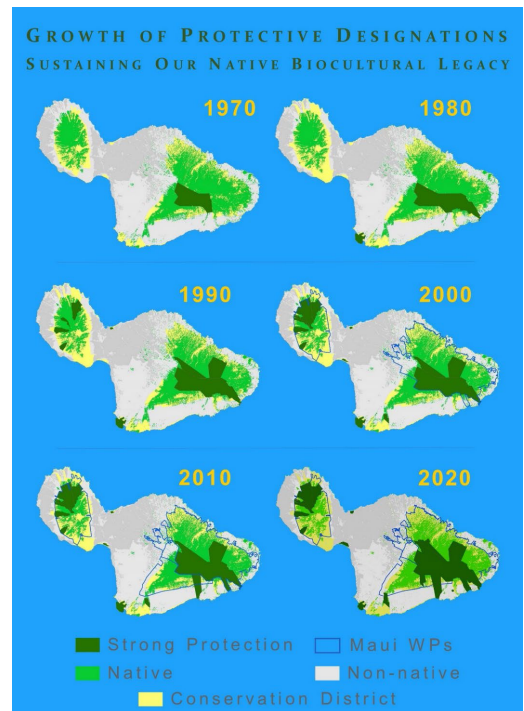 GROWTH OF PROTECTIVE DESIGNATIONS
SUSTAINING OUR NATIVE BIOCULTURAL LEGACY
1970
1980
1990
2000
2010
2020
Strong Protection
Maui WPs
Native
Non-native
Conservation District